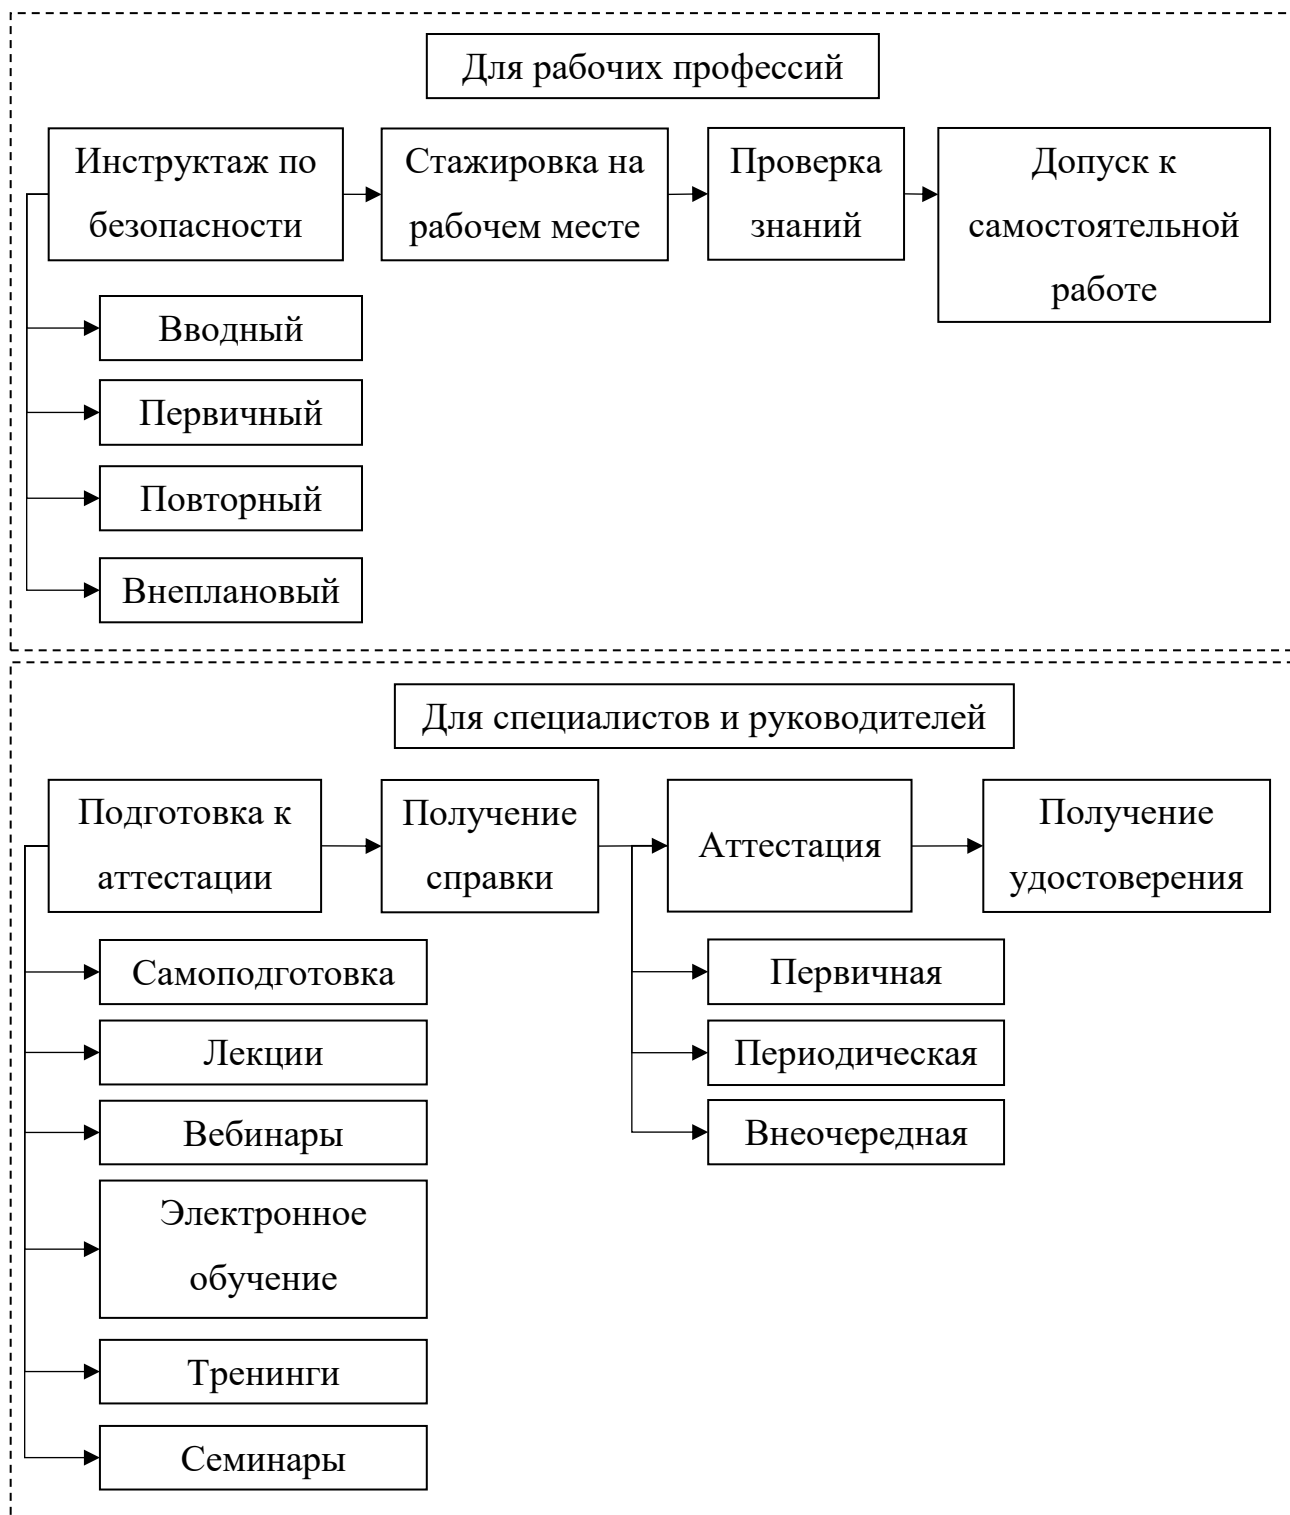 Для рабочих профессий
Инструктаж по
безопасности
Стажировка на
рабочем месте
Проверка
знаний
Допуск к
самостоятельной
работе
Вводный
Первичный
Повторный
Внеплановый
Для специалистов и руководителей
Подготовка к
аттестации
Получение
справки
Аттестация
Получение
удостоверения
Самоподготовка
Лекции
Вебинары
Электронное
обучение
Тренинги
Семинары
Первичная
Периодическая
Внеочередная